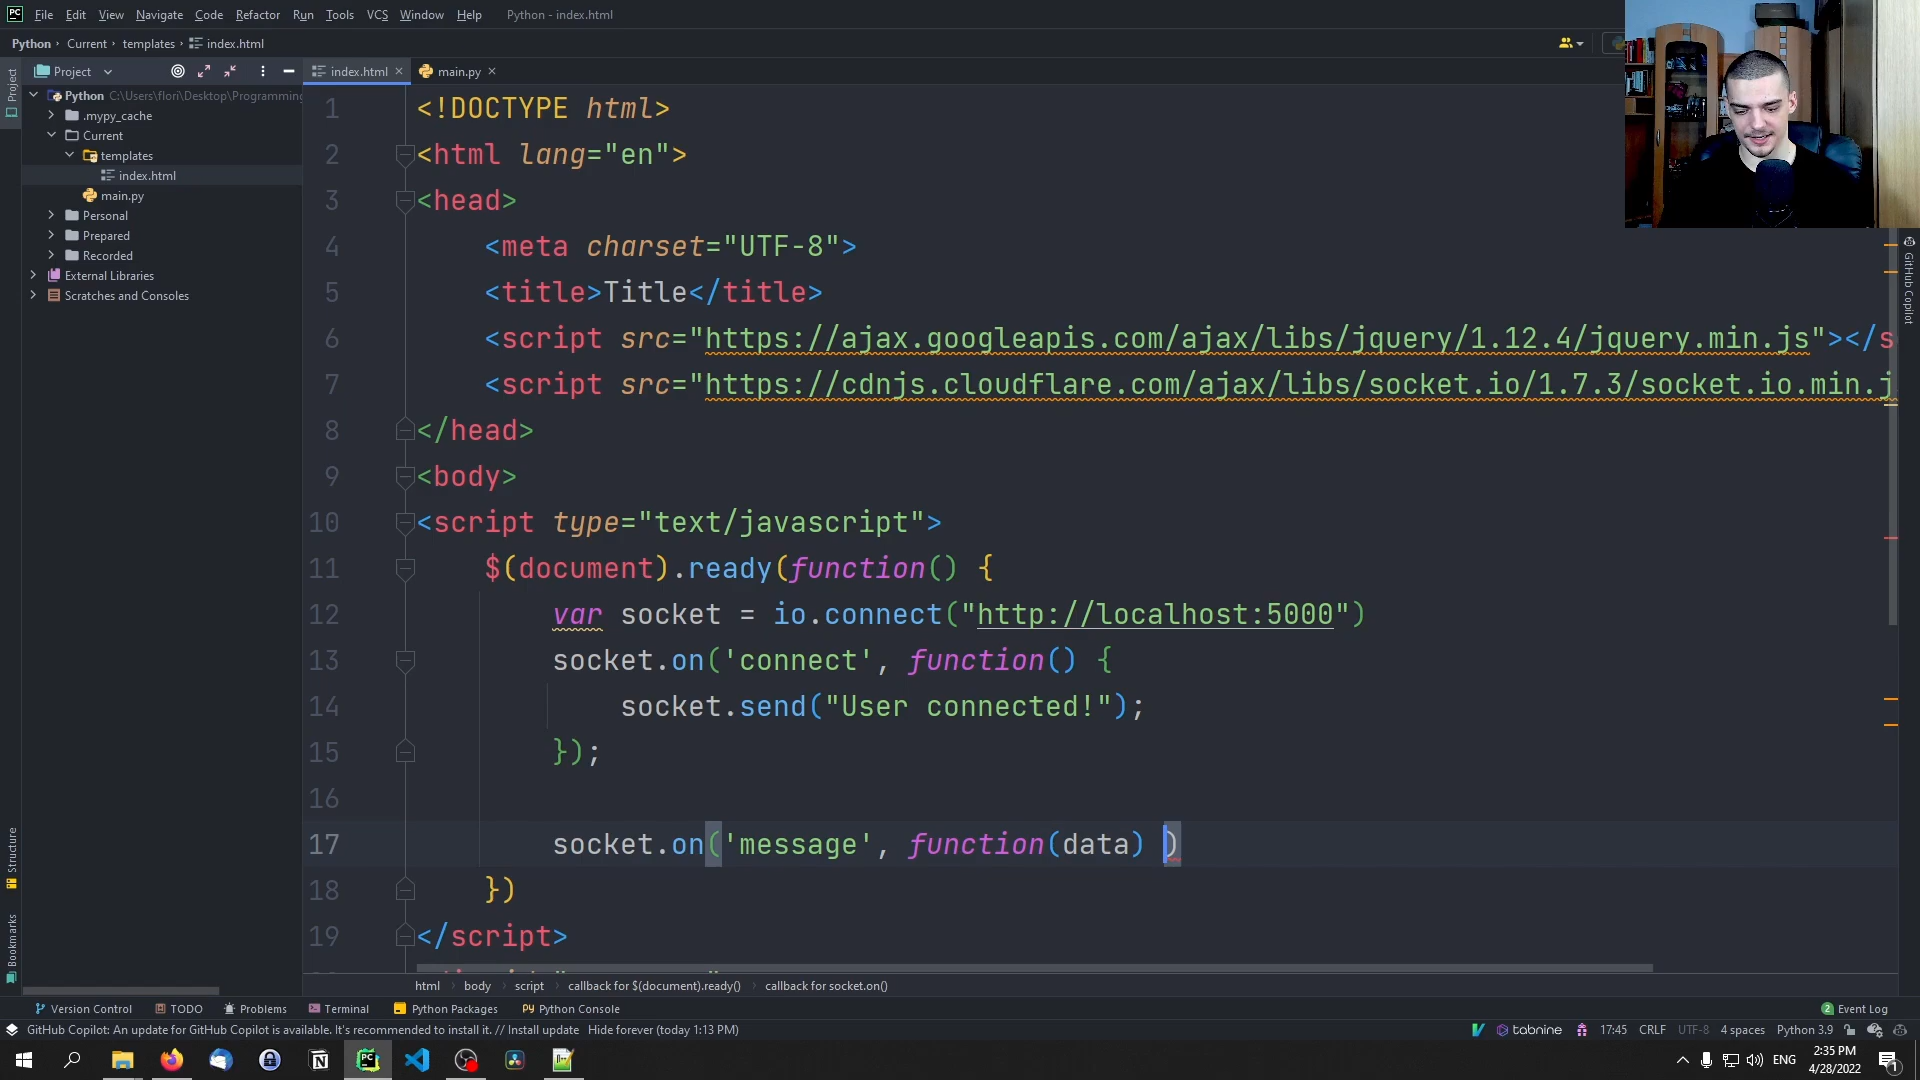 File Edit View Navigate Code Refactor Run Tools VCS Window Help Python - index.html
Python Current templates index.html
Project
index.html
main.py
Project
Python C:\Users\flori\Desktop\Programming
.mypy_cache
Current
templates
index.html
main.py
Personal
Prepared
Recorded
External Libraries
Scratches and Consoles
1 <!DOCTYPE html>
2 <html lang="en">
3 <head>
4 <meta charset="UTF-8">
5 <title>Title</title>
6 <script src="https://ajax.googleapis.com/ajax/libs/jquery/1.12.4/jquery.min.js"></s
7 <script src="https://cdnjs.cloudflare.com/ajax/libs/socket.io/1.7.3/socket.io.min.j
8 </head>
9 <body>
10 <script type="text/javascript">
11 $(document).ready(function() {
12 var socket = io.connect("http://localhost:5000")
13 socket.on('connect', function() {
14 socket.send("User connected!");
15 });
16
17 socket.on('message', function(data) )
18 })
19 </script>
GitHub Copilot
Structure
Bookmarks
html body script callback for $(document).ready() callback for socket.on()
Version Control TODO Problems Terminal Python Packages Python Console
2 Event Log
GitHub Copilot: An update for GitHub Copilot is available. It's recommended to install it. // Install update Hide forever (today 1:13 PM)
tabnine 17:45 CRLF UTF-8 4 spaces Python 3.9
ENG
2:35 PM
4/28/2022
1